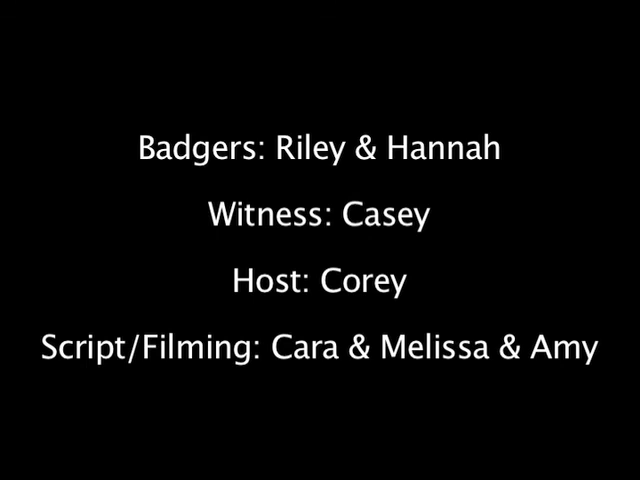 Badgers: Riley & Hannah
Witness: Casey
Host: Corey
Script/Filming: Cara & Melissa & Amy